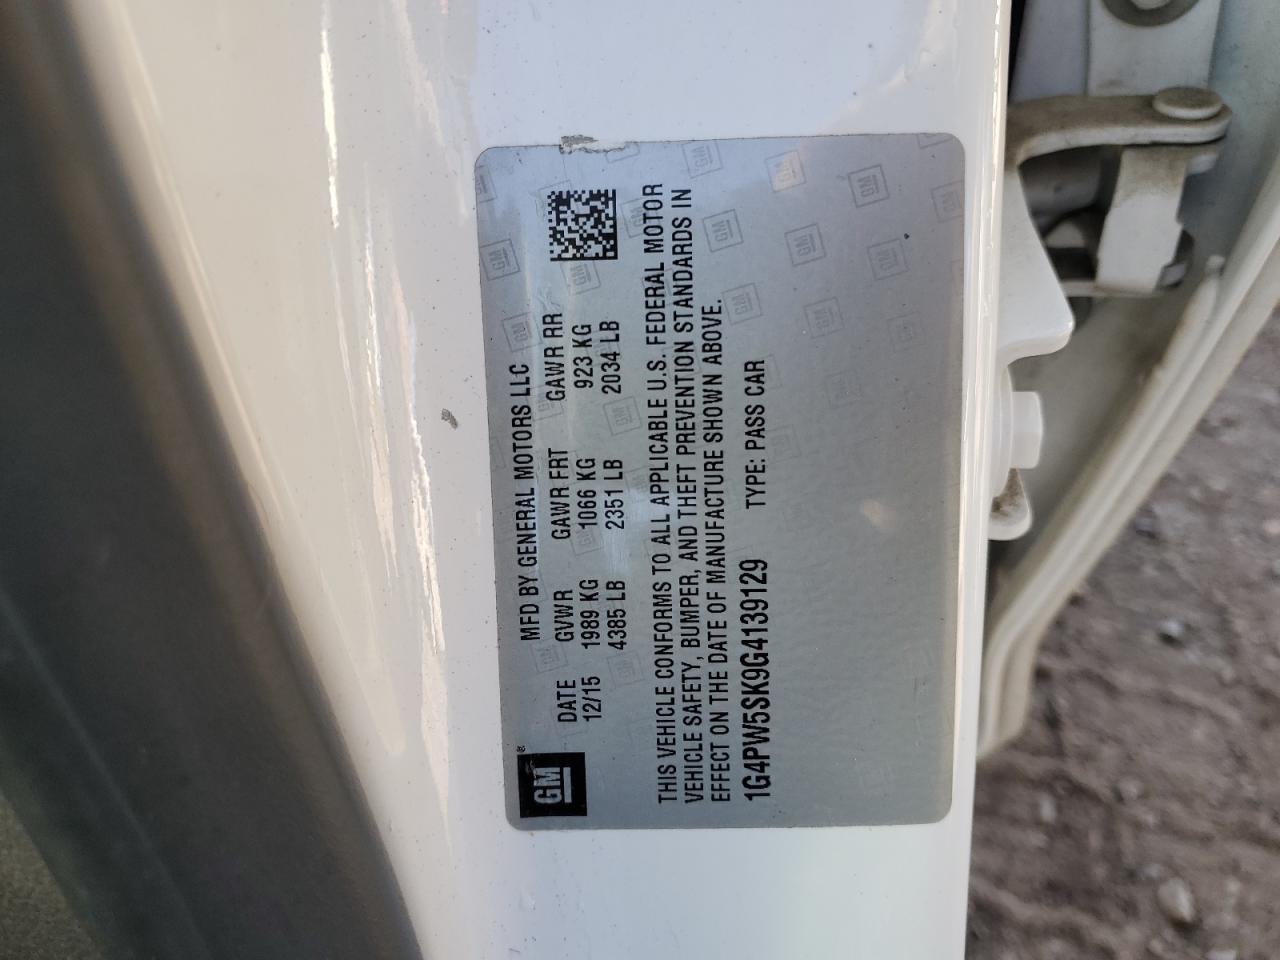 GM®
MFD BY GENERAL MOTORS LLC
DATE GVWR GAWR FRT GAWR RR
12/15 1989 KG 1066 KG 923 KG
4385 LB 2351 LB 2034 LB
THIS VEHICLE CONFORMS TO ALL APPLICABLE U.S. FEDERAL MOTOR
VEHICLE SAFETY, BUMPER, AND THEFT PREVENTION STANDARDS IN
EFFECT ON THE DATE OF MANUFACTURE SHOWN ABOVE.
1G4PW5SK9G4139129 TYPE: PASS CAR